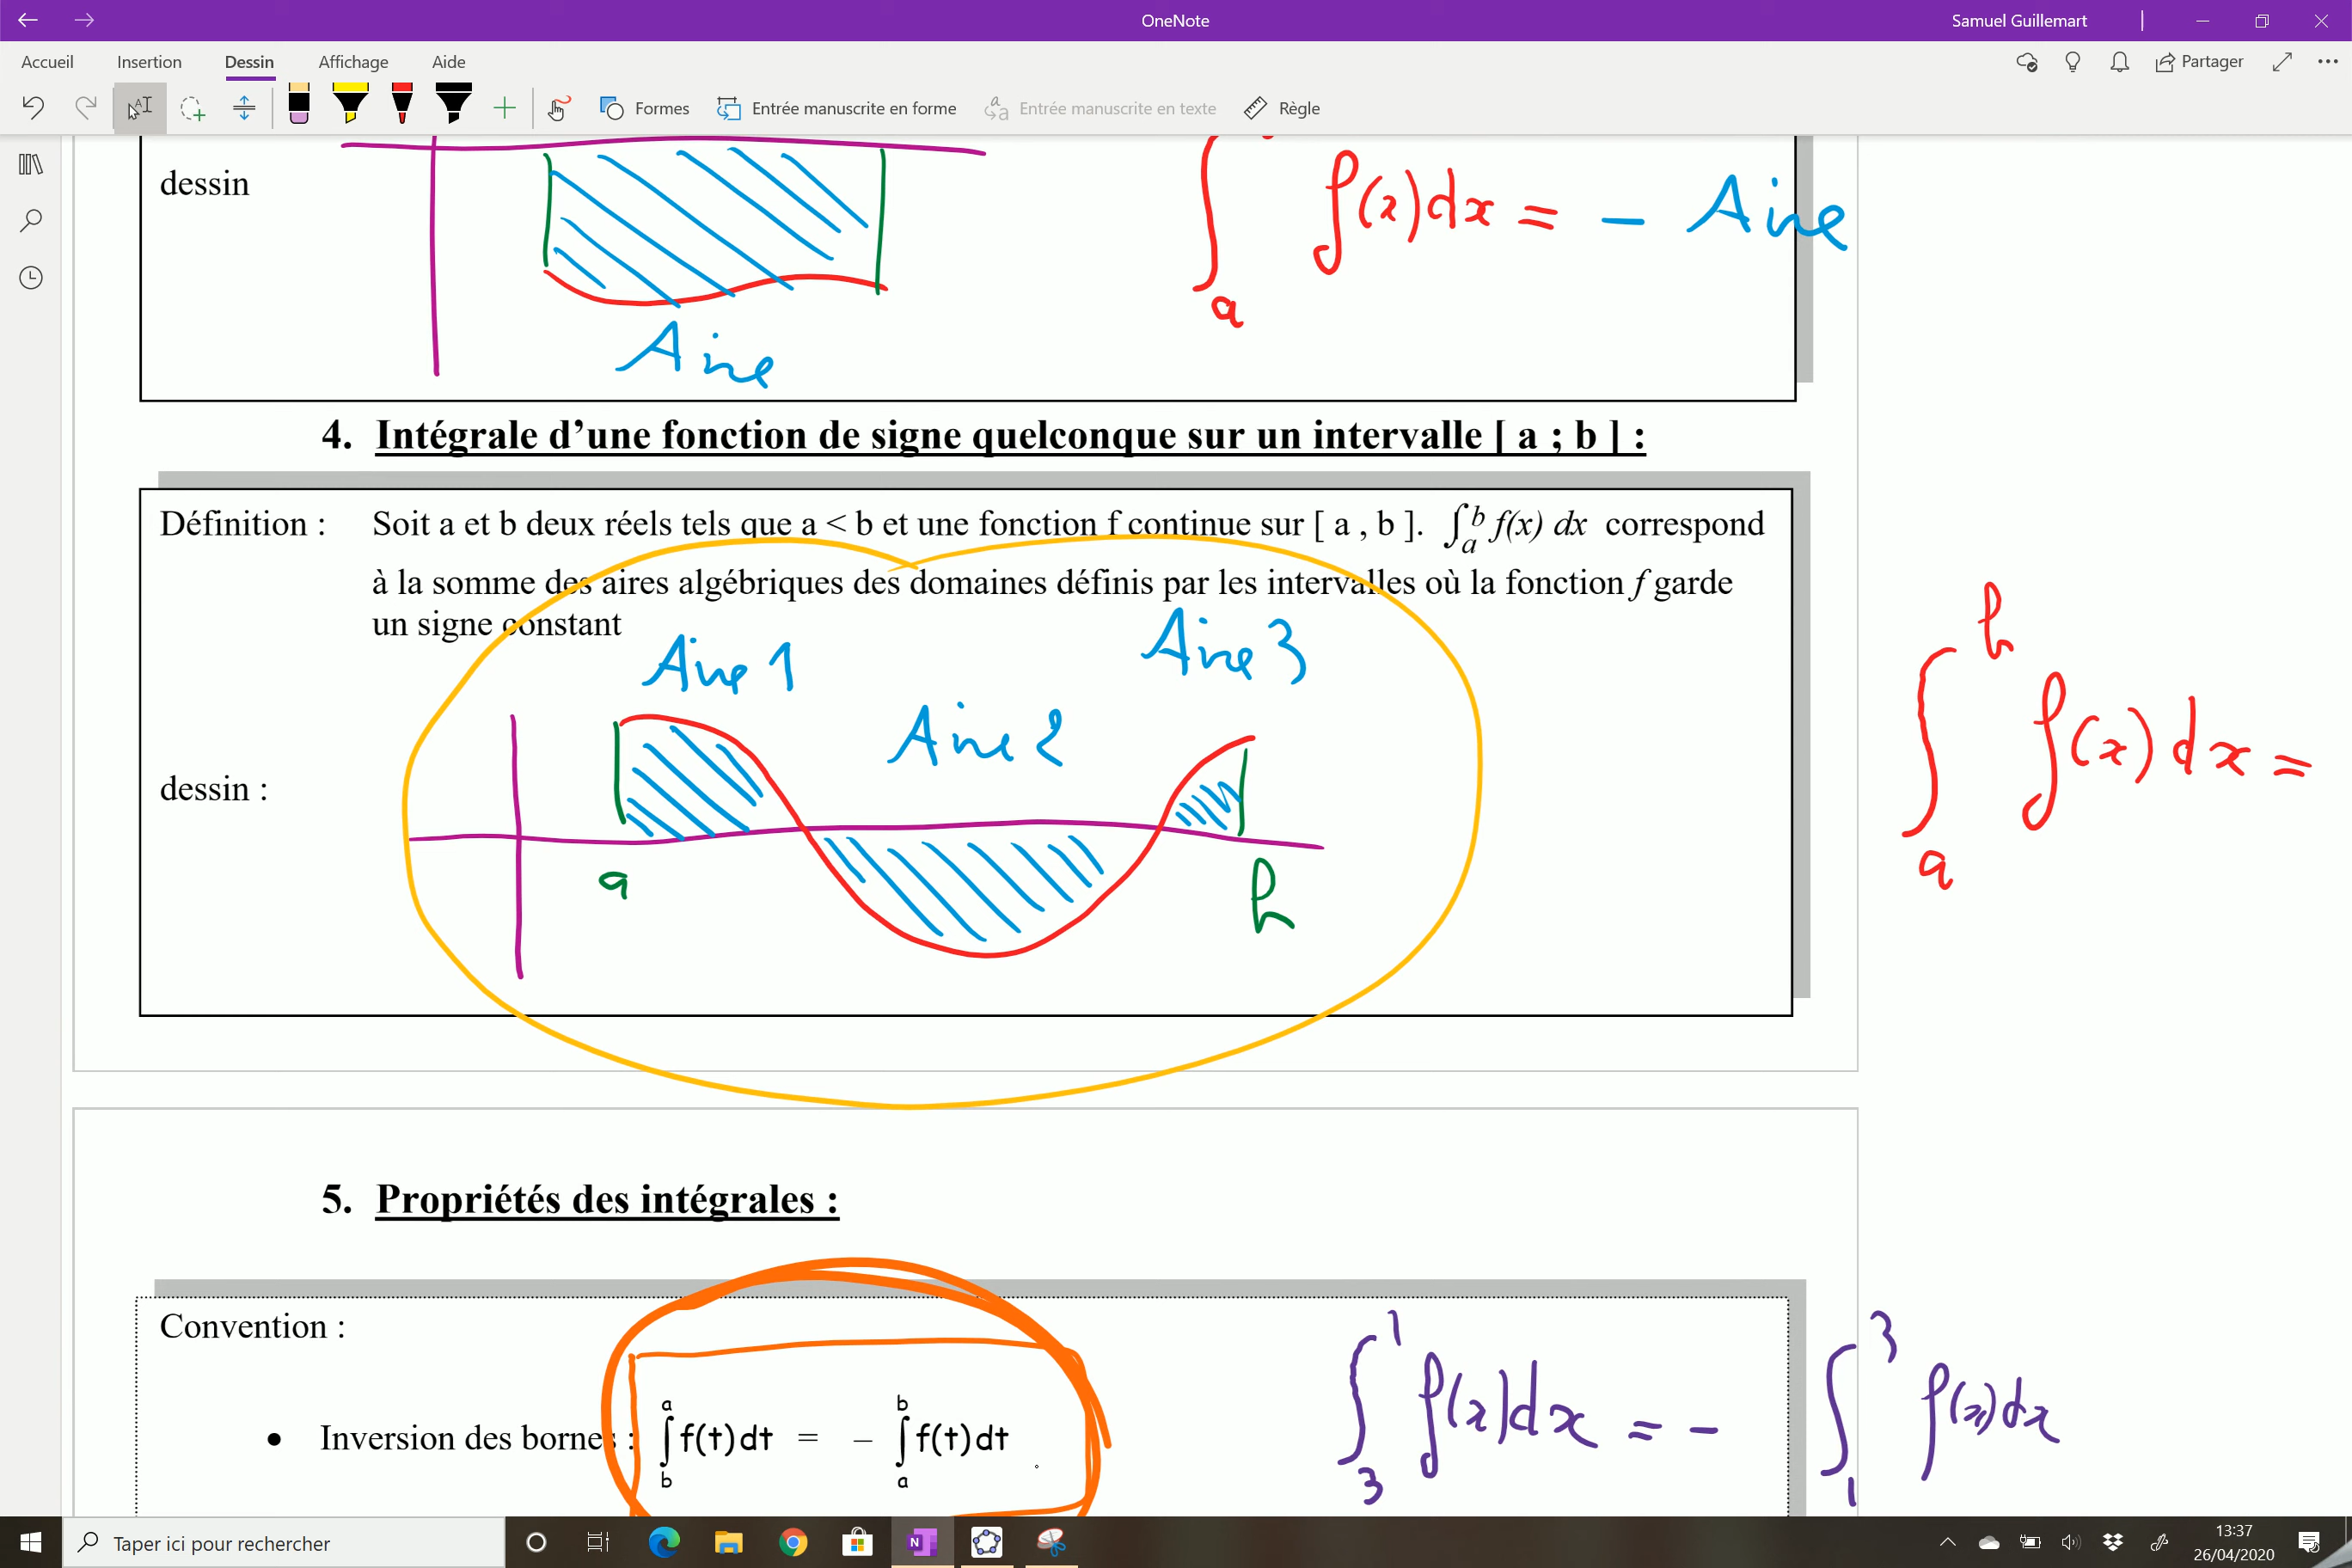 OneNote
Samuel Guillemart
Accueil Insertion Dessin Affichage Aide
Partager
Formes Entrée manuscrite en forme Entrée manuscrite en texte Règle
dessin
∫ₐ f(x)dx = - Aire
Aire
4. Intégrale d’une fonction de signe quelconque sur un intervalle [ a ; b ] :
Définition : Soit a et b deux réels tels que a < b et une fonction f continue sur [ a , b ]. ∫ₐᵇ f(x) dx correspond
à la somme des aires algébriques des domaines définis par les intervalles où la fonction f garde
un signe constant
Aire 1 Aire 3
Aire 2
∫ₐᵇ f(x)dx =
dessin :
a b
5. Propriétés des intégrales :
Convention :
• Inversion des bornes : ∫_b^a f(t) dt = – ∫_a^b f(t) dt .
∫_3^1 f(x)dx = - ∫_1^3 f(x)dx
Taper ici pour rechercher
13:37
26/04/2020